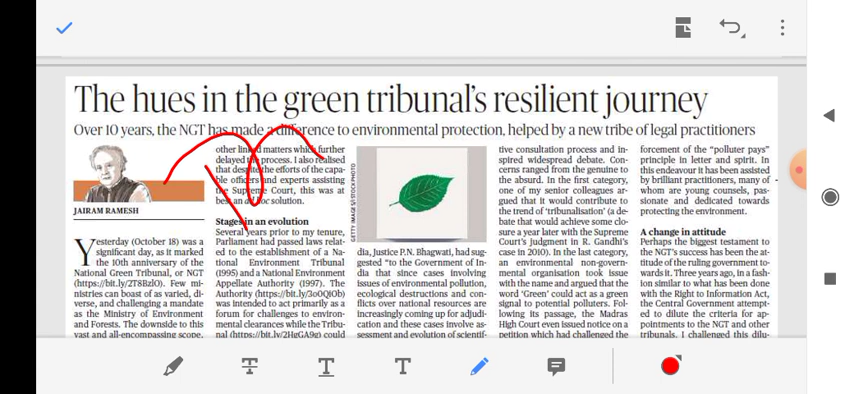 The hues in the green tribunal's resilient journey
Over 10 years, the NGT has made a difference to environmental protection, helped by a new tribe of legal practitioners
JAIRAM RAMESH
Yesterday (October 18) was a
significant day, as it marked
the 10th anniversary of the
National Green Tribunal, or NGT
(https://bit.ly/2T8BzlO). Few mi-
nistries can boast of as varied, di-
verse, and challenging a mandate
as the Ministry of Environment
and Forests. The downside to this
vast and all-encompassing scope,
other linked matters which further
delayed the process. I also realised
that despite the efforts of the capa-
ble officers and experts assisting
the Supreme Court, this was at
best an ad hoc solution.
Stages in an evolution
Several years prior to my tenure,
Parliament had passed laws relat-
ed to the establishment of a Na-
tional Environment Tribunal
(1995) and a National Environment
Appellate Authority (1997). The
Authority (https://bit.ly/3o0QiOb)
was intended to act primarily as a
forum for challenges to environ-
mental clearances while the Tribu-
nal (https://bit.ly/2HgGA9q) could
GETTY IMAGES/ISTOCKPHOTO
dia, Justice P.N. Bhagwati, had sug-
gested "to the Government of In-
dia that since cases involving
issues of environmental pollution,
ecological destructions and con-
flicts over national resources are
increasingly coming up for adjudi-
cation and these cases involve as-
sessment and evolution of scientif-
tive consultation process and in-
spired widespread debate. Con-
cerns ranged from the genuine to
the absurd. In the first category,
one of my senior colleagues ar-
gued that it would contribute to
the trend of 'tribunalisation' (a de-
bate that would achieve some clo-
sure a year later with the Supreme
Court's judgment in R. Gandhi's
case in 2010). In the last category,
an environmental non-govern-
mental organisation took issue
with the name and argued that the
word 'Green' could act as a green
signal to potential polluters. Fol-
lowing its passage, the Madras
High Court even issued notice on a
petition which had challenged the
forcement of the "polluter pays"
principle in letter and spirit. In
this endeavour it has been assisted
by brilliant practitioners, many of
whom are young counsels, pas-
sionate and dedicated towards
protecting the environment.
A change in attitude
Perhaps the biggest testament to
the NGT's success has been the at-
titude of the ruling government to-
wards it. Three years ago, in a fash-
ion similar to what has been done
with the Right to Information Act,
the Central Government attempt-
ed to dilute the criteria for ap-
pointments to the NGT and other
tribunals. I challenged this dilu-
T T T